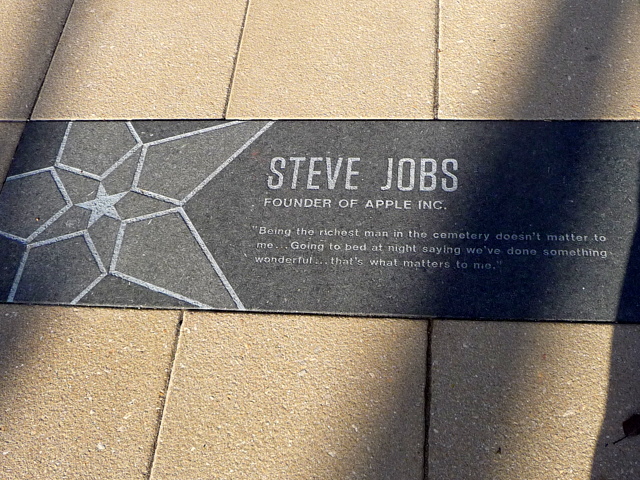 STEVE JOBS
FOUNDER OF APPLE INC.
"Being the richest man in the cemetery doesn't matter to
me...Going to bed at night saying we've done something
wonderful...that's what matters to me."